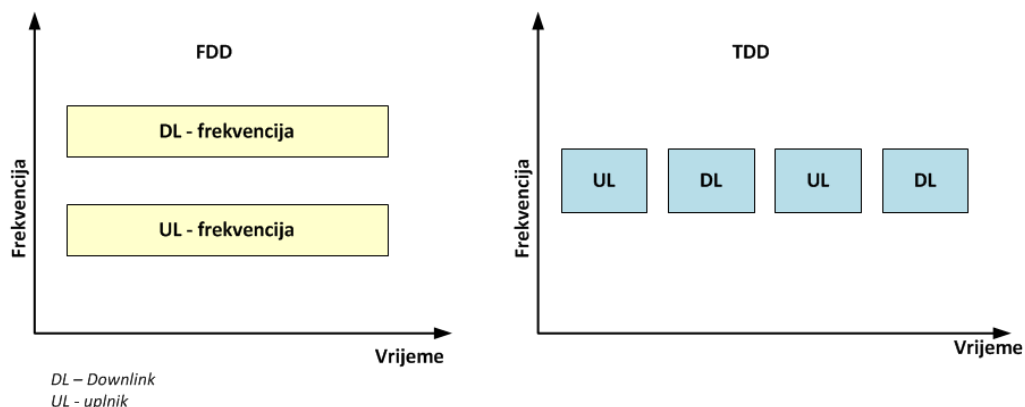 FDD
DL - frekvencija
UL - frekvencija
Frekvencija
Vrijeme
DL – Downlink
UL - uplnik
TDD
UL
DL
UL
DL
Frekvencija
Vrijeme